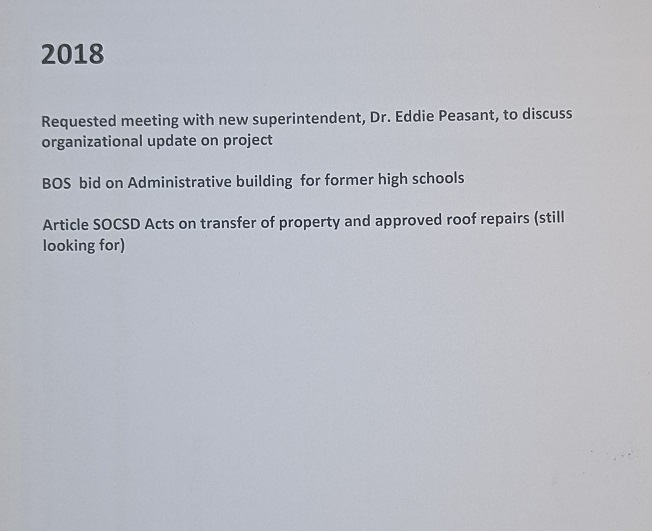 2018
Requested meeting with new superintendent, Dr. Eddie Peasant, to discuss
organizational update on project
BOS  bid on Administrative building  for former high schools
Article SOCSD Acts on transfer of property and approved roof repairs (still
looking for)